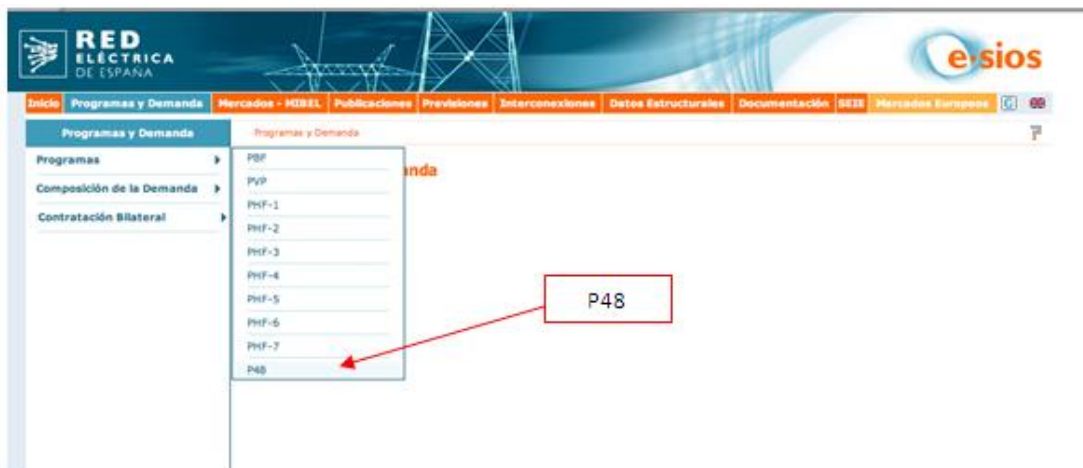 RED
ELÉCTRICA
DE ESPAÑA
e·sios
Inicio Programas y Demanda Mercados - MIBEL Publicaciones Previsiones Interconexiones Datos Estructurales Documentación SEIE Mercados Europeos
Programas y Demanda
Programas y Demanda
Programas
Composición de la Demanda
Contratación Bilateral
anda
PBF
PVP
PHF-1
PHF-2
PHF-3
PHF-4
PHF-5
PHF-6
PHF-7
P48
P48